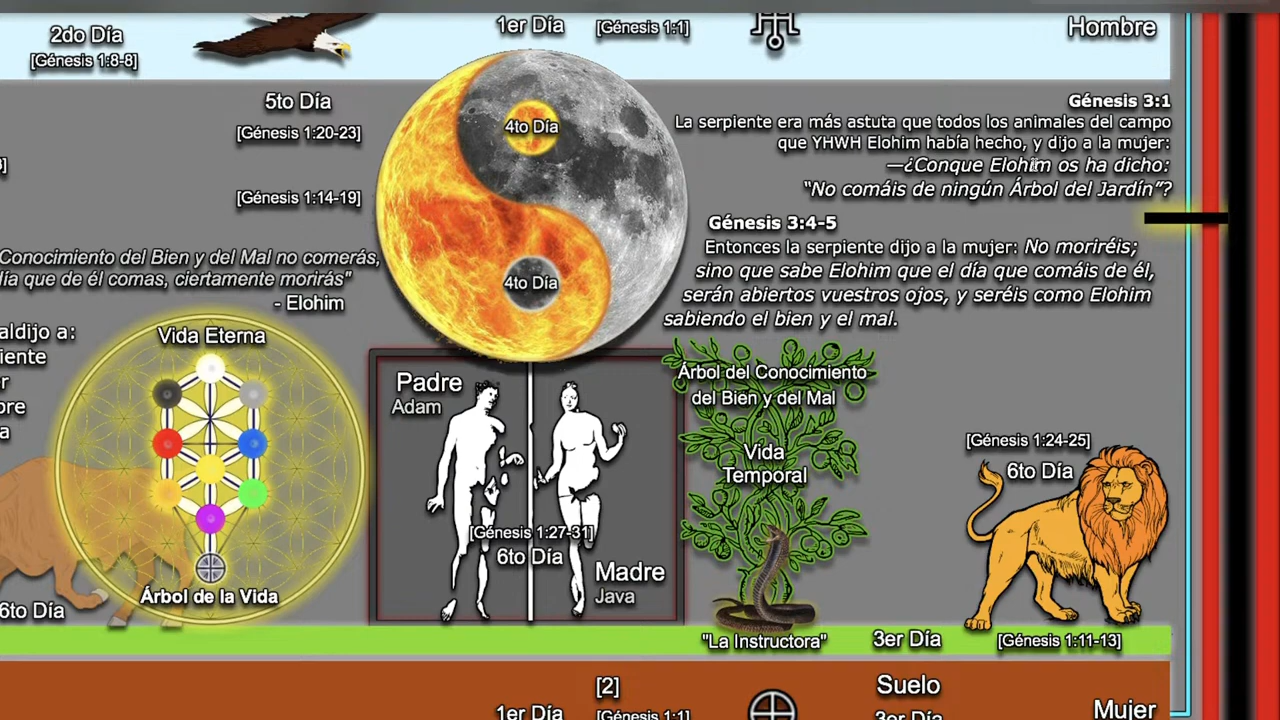 2do Día
[Génesis 1:8-8]
1er Día
[Génesis 1:1]
Hombre
5to Día
[Génesis 1:20-23]
[Génesis 1:14-19]
4to Día
4to Día
Génesis 3:1
La serpiente era más astuta que todos los animales del campo
que YHWH Elohim había hecho, y dijo a la mujer:
—¿Conque Elohim os ha dicho:
"No comáis de ningún Árbol del Jardín"?
Génesis 3:4-5
Entonces la serpiente dijo a la mujer: No moriréis;
sino que sabe Elohim que el día que comáis de él,
serán abiertos vuestros ojos, y seréis como Elohim
sabiendo el bien y el mal.
Conocimiento del Bien y del Mal no comerás,
día que de él comas, ciertamente morirás"
- Elohim
aldijo a:
iente
r
bre
a
Vida Eterna
Árbol de la Vida
6to Día
Padre
Adam
[Génesis 1:27-31]
6to Día
Madre
Java
Árbol del Conocimiento
del Bien y del Mal
Vida
Temporal
"La Instructora"
[Génesis 1:24-25]
6to Día
3er Día
[Génesis 1:11-13]
[2]
1er Día
[Génesis 1:1]
Suelo
3er Día
Mujer